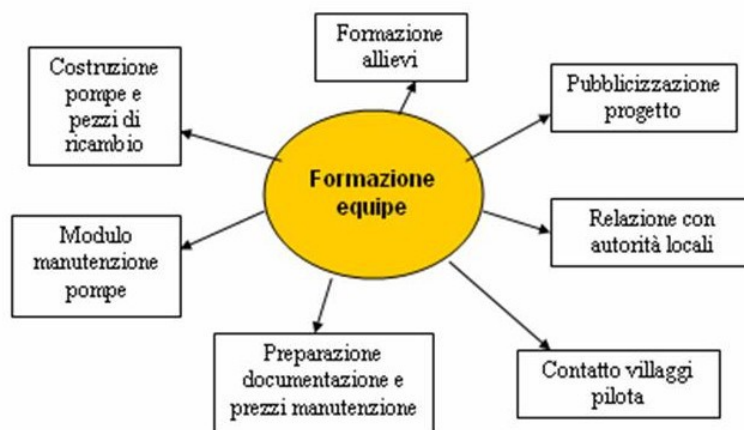 Formazione
allievi
Costruzione
pompe e
pezzi di
ricambio
Pubblicizzazione
progetto
Formazione
equipe
Modulo
manutenzione
pompe
Relazione con
autorità locali
Preparazione
documentazione e
prezzi manutenzione
Contatto villaggi
pilota